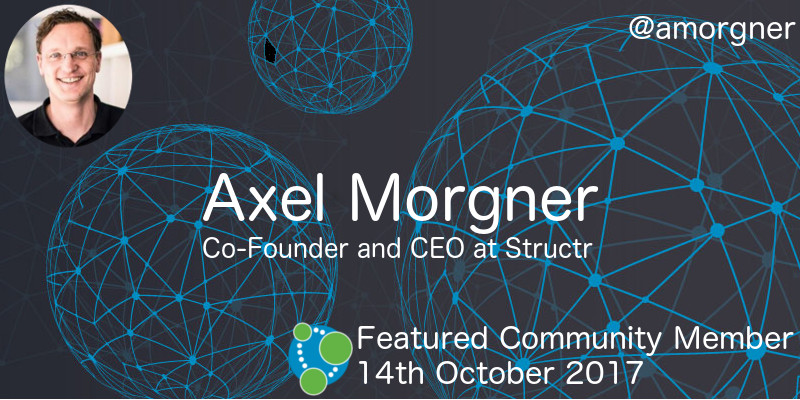 @amorgner
Axel Morgner
Co-Founder and CEO at Structr
Featured Community Member
14th October 2017